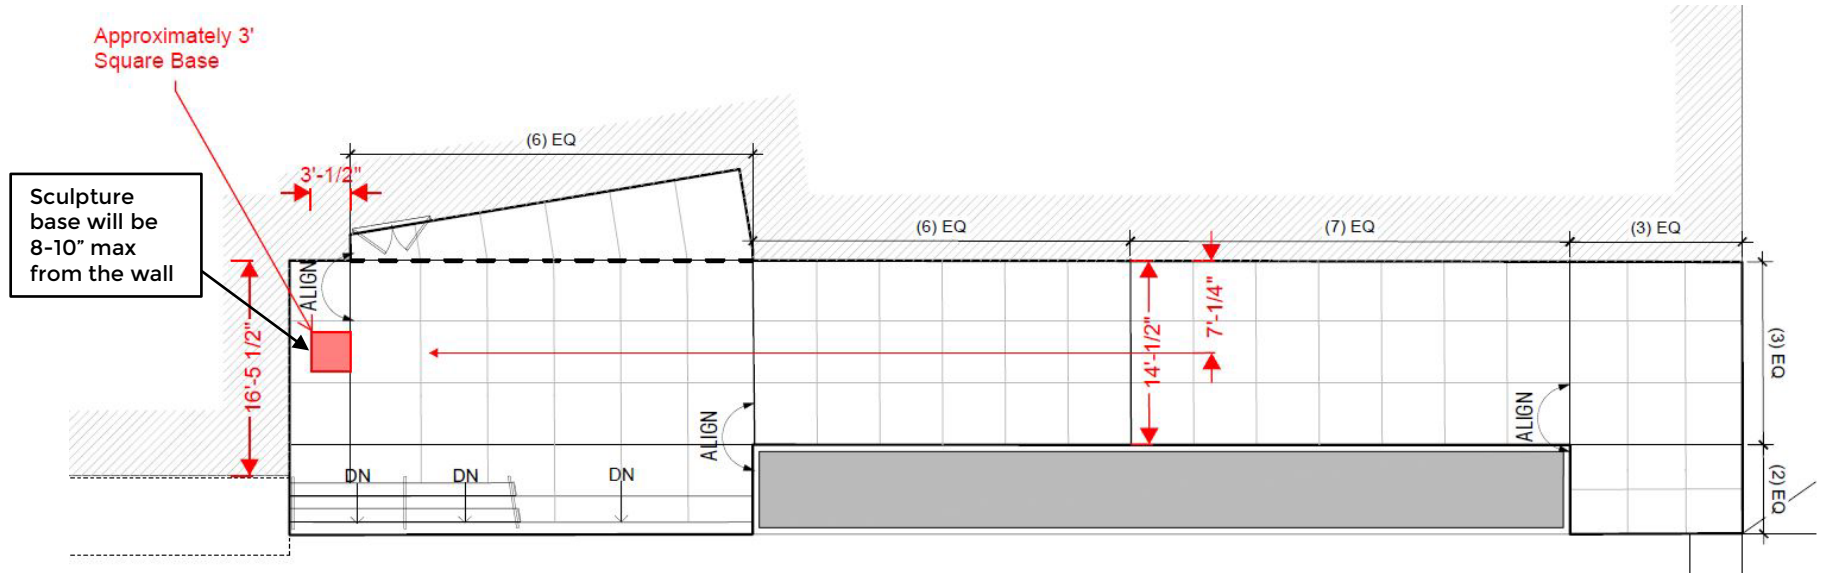 Approximately 3'
Square Base
(6) EQ
3'-1/2"
Sculpture
base will be
8-10” max
from the wall
(6) EQ
(7) EQ
(3) EQ
ALIGN
7'-1/4"
16'-5 1/2"
14'-1/2"
(3) EQ
ALIGN
ALIGN
DN
DN
DN
(2) EQ